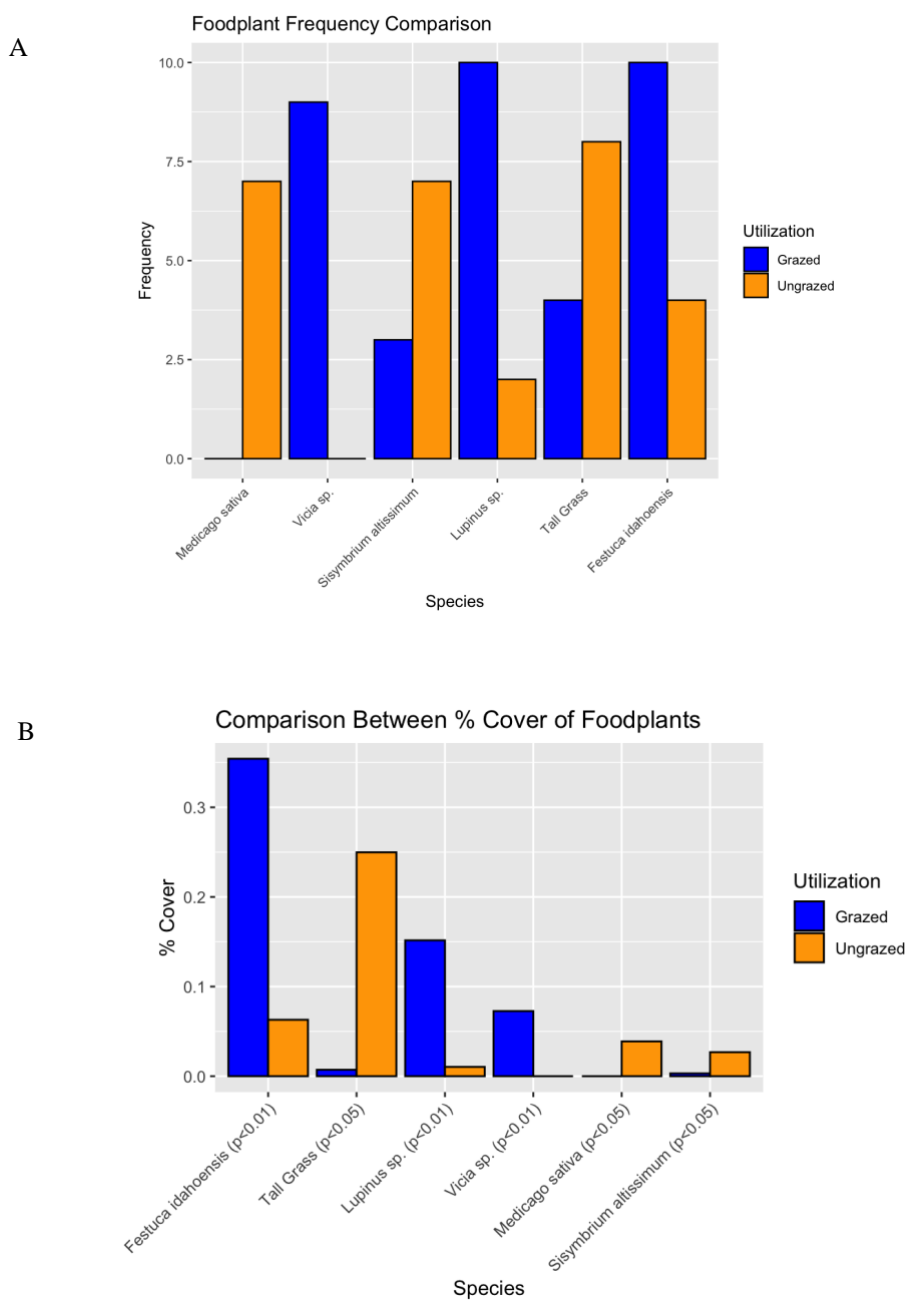 A
Foodplant Frequency Comparison
10.0
7.5
5.0
2.5
0.0
Frequency
Medicago sativa
Vicia sp.
Sisymbrium altissimum
Lupinus sp.
Tall Grass
Festuca idahoensis
Species
Utilization
Grazed
Ungrazed
B
Comparison Between % Cover of Foodplants
0.3
0.2
0.1
0.0
% Cover
Festuca idahoensis (p<0.01)
Tall Grass (p<0.05)
Lupinus sp. (p<0.01)
Vicia sp. (p<0.01)
Medicago sativa (p<0.05)
Sisymbrium altissimum (p<0.05)
Species
Utilization
Grazed
Ungrazed